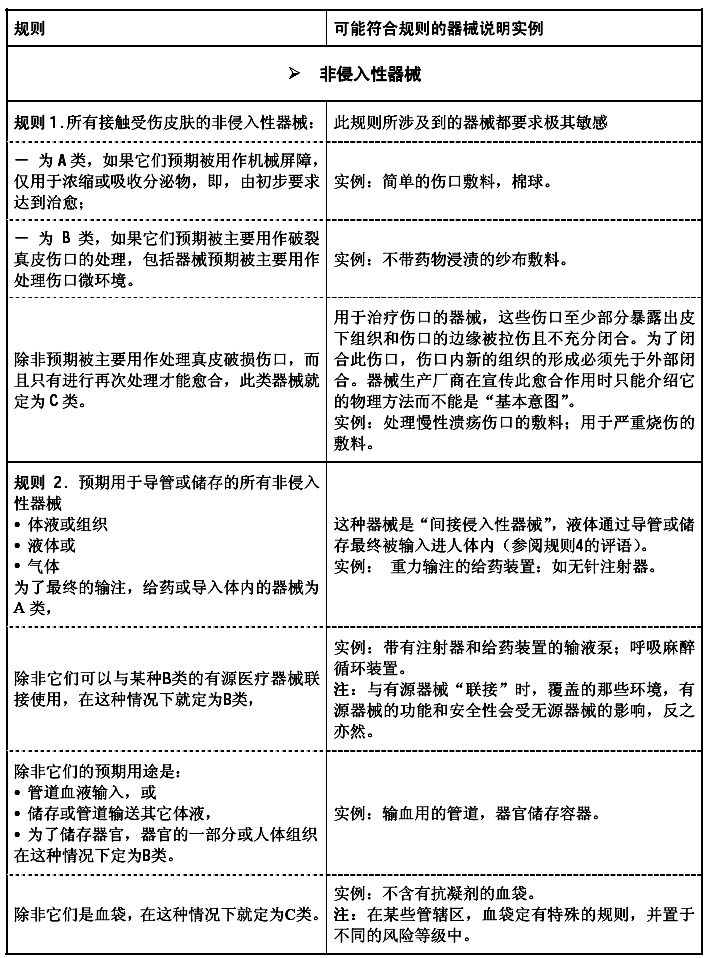 规则
可能符合规则的器械说明实例
➢ 非侵入性器械
规则 1.所有接触受伤皮肤的非侵入性器械：
此规则所涉及到的器械都要求极其敏感
— 为 A 类，如果它们预期被用作机械屏障，
仅用于浓缩或吸收分泌物，即，由初步要求
达到治愈；
实例：简单的伤口敷料，棉球。
— 为 B 类，如果它们预期被主要用作破裂
真皮伤口的处理，包括器械预期被主要用作
处理伤口微环境。
实例：不带药物浸渍的纱布敷料。
除非预期被主要用作处理真皮破损伤口，而
且只有进行再次处理才能愈合，此类器械就
定为 C 类。
用于治疗伤口的器械，这些伤口至少部分暴露出皮
下组织和伤口的边缘被拉伤且不充分闭合。为了
闭合此伤口，伤口内新的组织的形成必须先于外部闭
合。器械生产厂商在宣传此愈合作用时只能介绍它
的物理方法而不能是“基本意图”。
实例：处理慢性溃疡伤口的敷料；用于严重烧伤的
敷料。
规则 2. 预期用于导管或储存的所有非侵入
性器械
• 体液或组织
• 液体或
• 气体
为了最终的输注，给药或导入体内的器械为
A 类，
这种器械是“间接侵入性器械”，液体通过导管或储
存最终被输入进人体内（参阅规则4的评语）。
实例： 重力输注的给药装置：如无针注射器。
除非它们可以与某种B类的有源医疗器械联
接使用，在这种情况下就定为B类，
实例：带有注射器和给药装置的输液泵；呼吸麻醉
循环装置。
注：与有源器械“联接”时，覆盖的那些环境，有
源器械的功能和安全性会受无源器械的影响，反之
亦然。
除非它们的预期用途是：
• 管道血液输入，或
• 储存或管道输送其它体液，
• 为了储存器官，器官的一部分或人体组织
在这种情况下定为B类。
实例：输血用的管道，器官储存容器。
除非它们是血袋，在这种情况下就定为C类。
实例：不含有抗凝剂的血袋。
注：在某些管辖区，血袋定有特殊的规则，并置于
不同的风险等级中。